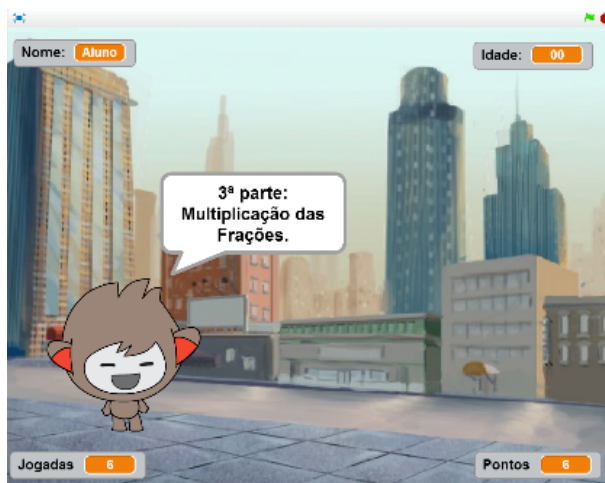 Nome: Aluno
Idade: 00
3ª parte:
Multiplicação das
Frações.
Jogadas 6
Pontos 6